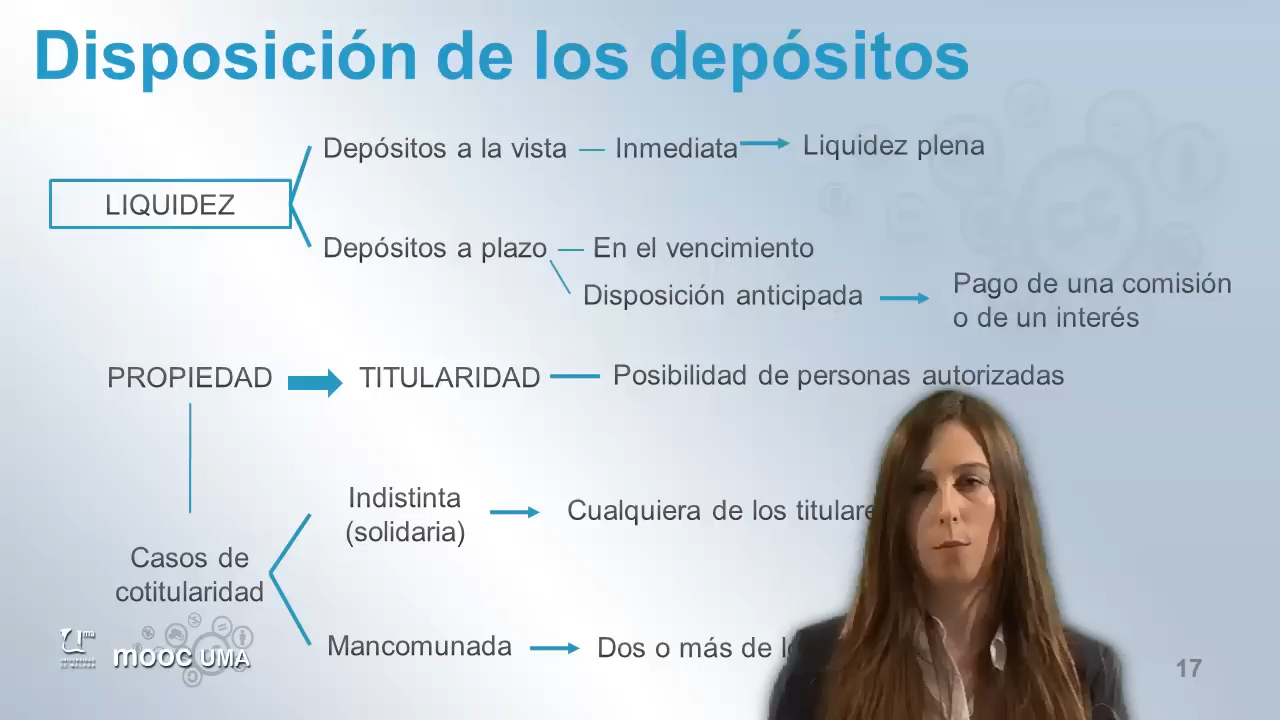 Disposición de los depósitos
Depósitos a la vista — Inmediata
Liquidez plena
LIQUIDEZ
Depósitos a plazo — En el vencimiento
Disposición anticipada
Pago de una comisión
o de un interés
PROPIEDAD
TITULARIDAD
Posibilidad de personas autorizadas
Indistinta
(solidaria)
Cualquiera de los titulare
Casos de
cotitularidad
Mancomunada
Dos o más de
uma
mooc UMA
17